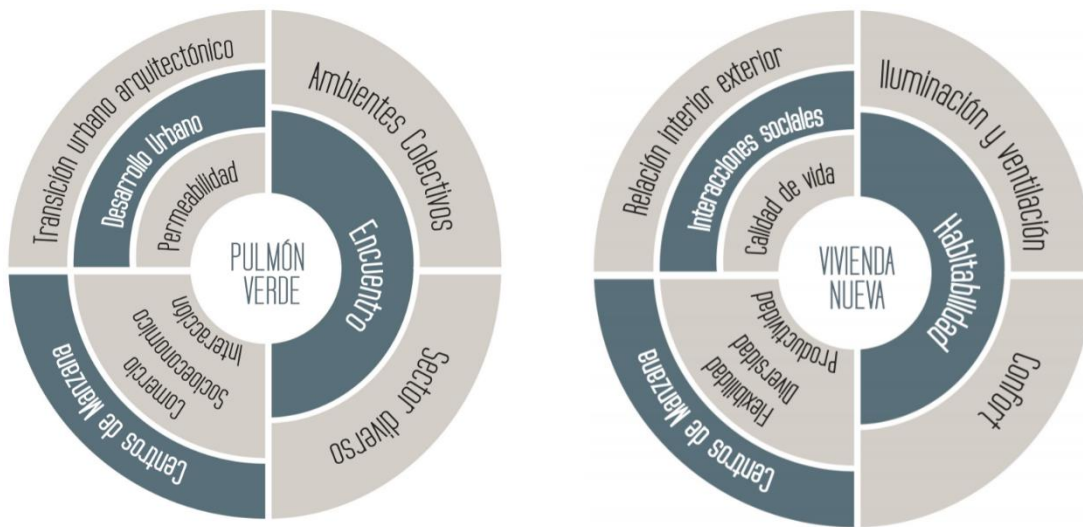 Transición urbano arquitectónico
Desarrollo Urbano
Permeabilidad
Ambientes Colectivos
Encuentro
PULMÓN
VERDE
Interacción
Socioeconomico
Comercio
Centros de Manzana
Sector diverso
Relación interior exterior
Interacciones sociales
Calidad de vida
Iluminación y ventilación
Habitabilidad
VIVIENDA
NUEVA
Productividad
Diversidad
Flexibilidad
Centros de Manzana
Confort